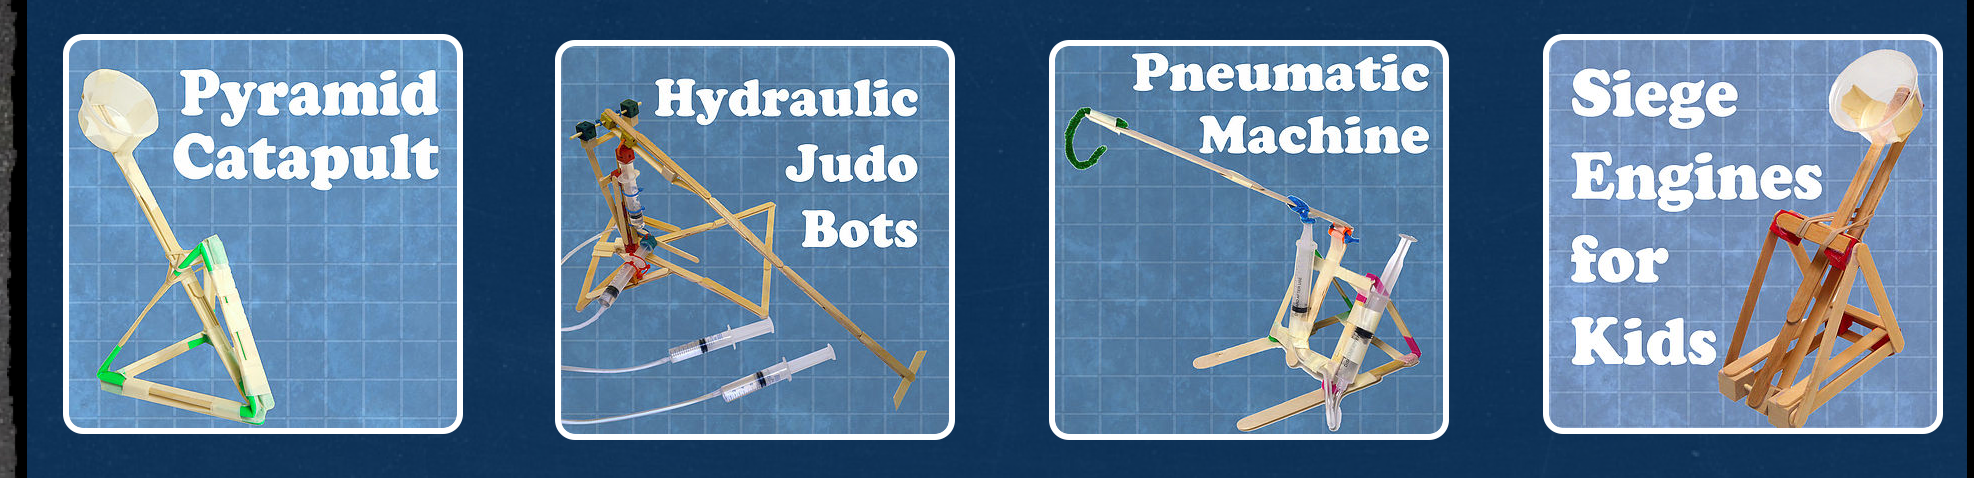 Pyramid
Catapult
Hydraulic
Judo
Bots
Pneumatic
Machine
Siege
Engines
for
Kids